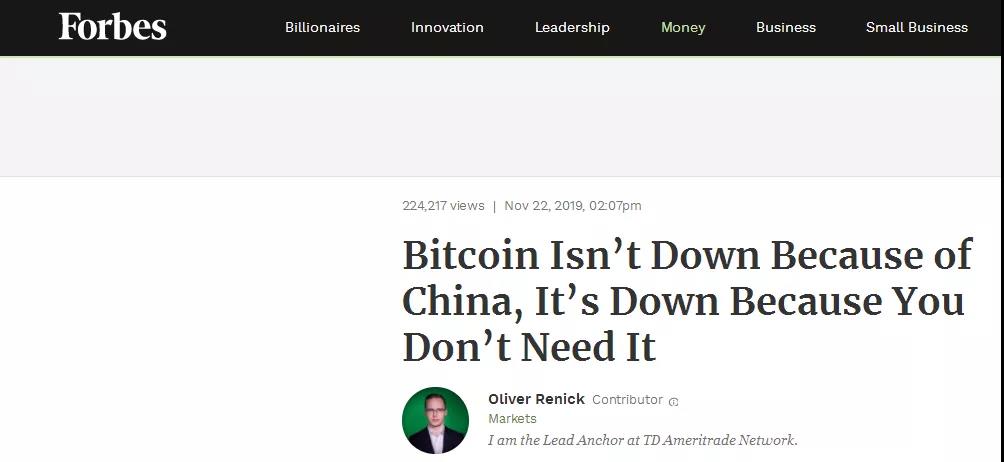 Forbes Billionaires Innovation Leadership Money Business Small Business
224,217 views | Nov 22, 2019, 02:07pm
Bitcoin Isn’t Down Because of
China, It’s Down Because You
Don’t Need It
Oliver Renick Contributor
Markets
I am the Lead Anchor at TD Ameritrade Network.